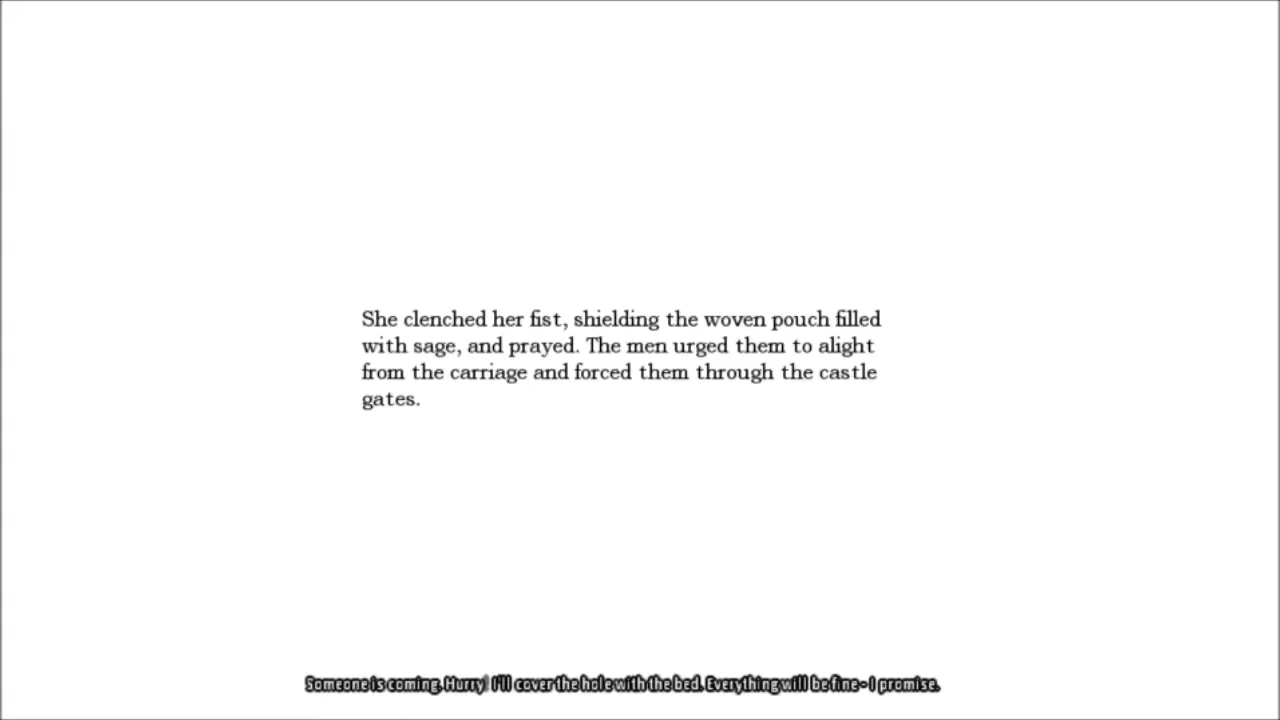 She clenched her fist, shielding the woven pouch filled
with sage, and prayed. The men urged them to alight
from the carriage and forced them through the castle
gates.
Someone is coming. Hurry! I'll cover the hole with the bed. Everything will be fine - I promise.